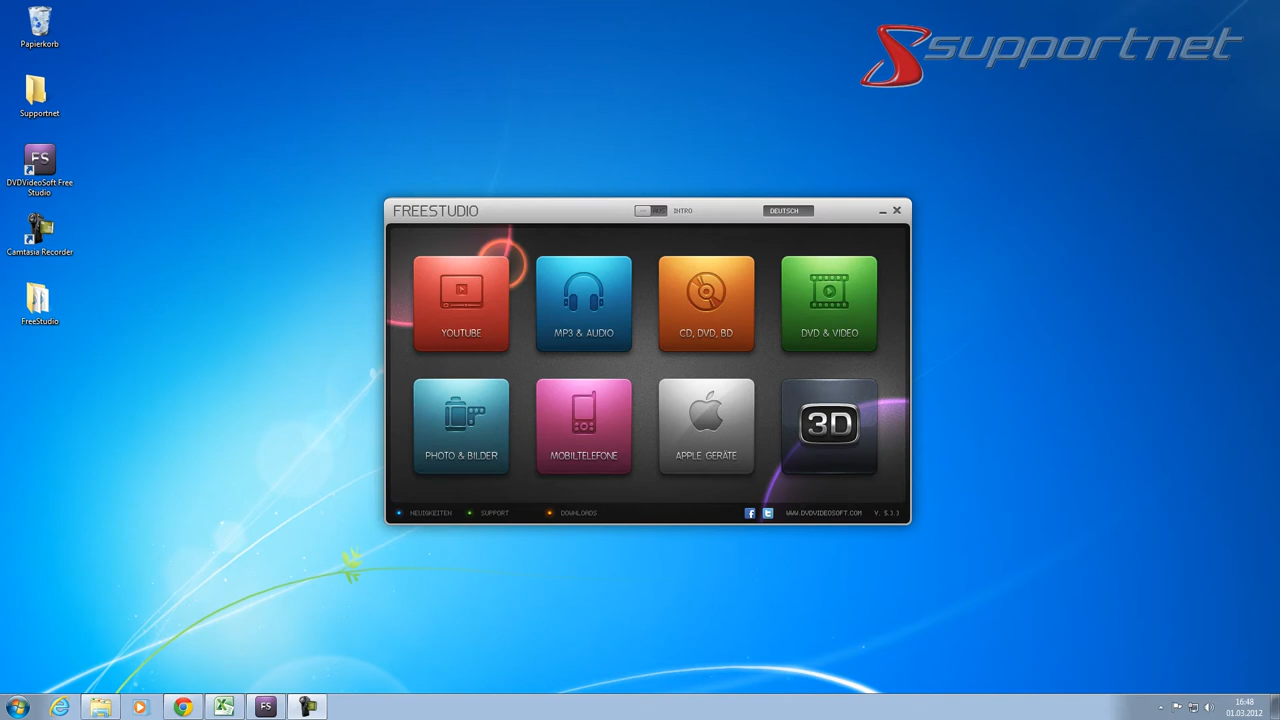 Papierkorb
Supportnet
FS
DVDVideoSoft Free
Studio
Camtasia Recorder
FreeStudio
supportnet
FREESTUDIO
INTRO
DEUTSCH
YOUTUBE
MP3 & AUDIO
CD, DVD, BD
DVD & VIDEO
PHOTO & BILDER
MOBILTELEFONE
APPLE GERÄTE
3D
NEUIGKEITEN
SUPPORT
DOWNLOADS
WWW.DVDVIDEOSOFT.COM
V. 5.3.3
FS
16:48
01.03.2012